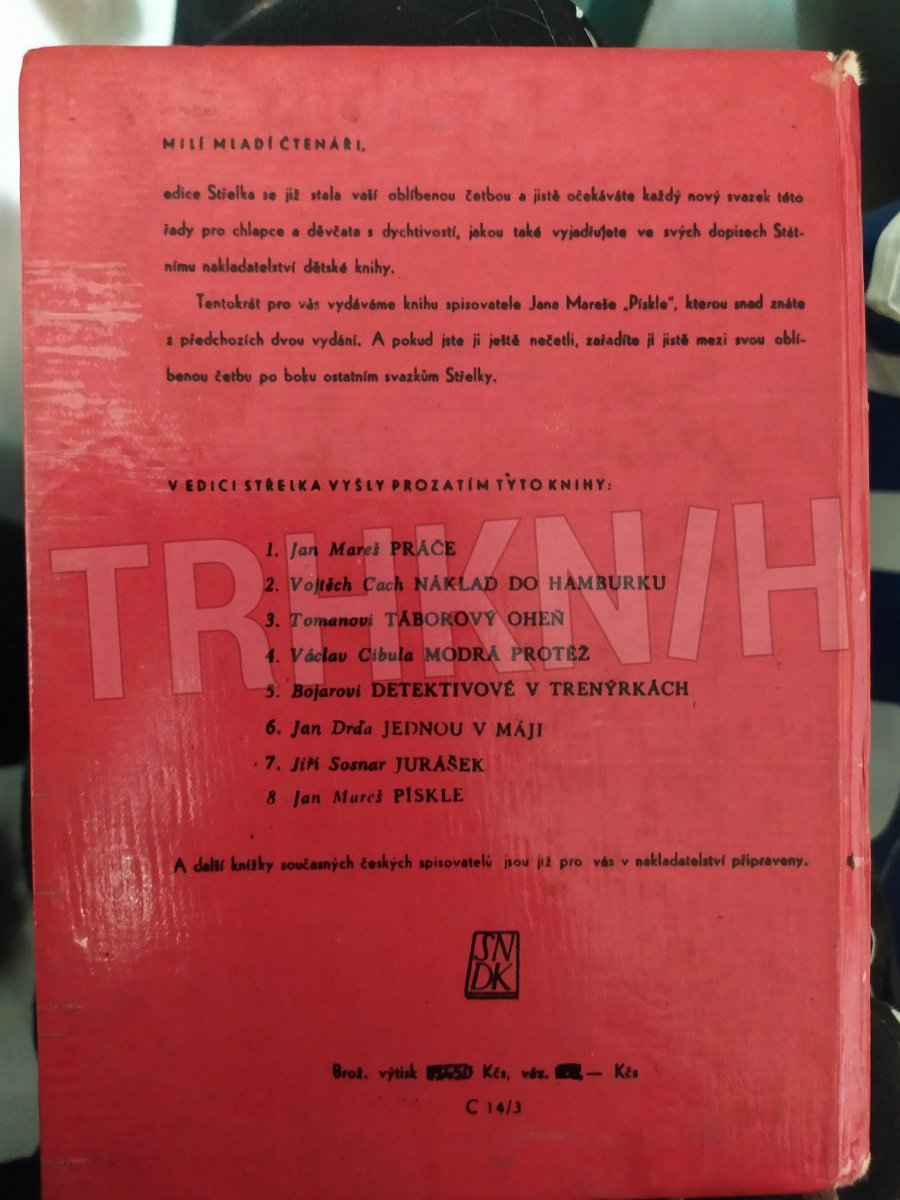 MILÍ MLADÍ ČTENÁŘI,
edice Střelka se již stala vaší oblíbenou četbou a jistě očekáváte každý nový svazek této
řady pro chlapce a děvčata s dychtivostí, jakou také vyjadřujete ve svých dopisech Stát-
nímu nakladatelství dětské knihy.
Tentokrát pro vás vydáváme knihu spisovatele Jana Mareše „Pískle", kterou snad znáte
z předchozích dvou vydání. A pokud jste ji ještě nečetli, zařadíte ji jistě mezi svou oblí-
benou četbu po boku ostatním svazkům Střelky.
V EDICI STŘELKA VYŠLY PROZATÍM TYTO KNIHY:
1. Jan Mareš PRÁČE
2. Vojtěch Cach NÁKLAD DO HAMBURKU
3. Tomanovi TÁBOROVÝ OHEŇ
4. Václav Cibula MODRÁ PROTĚŽ
5. Bojarovi DETEKTIVOVÉ V TRENÝRKÁCH
6. Jan Drda JEDNOU V MÁJI
7. Jiří Sosnar JURÁŠEK
8 Jan Mareš PÍSKLE
TRHKNIH
A další knížky současných českých spisovatelů jsou již pro vás v nakladatelství připraveny.
SN
DK
Brož. výtisk Kčs, váz. — Kčs
C 14/3